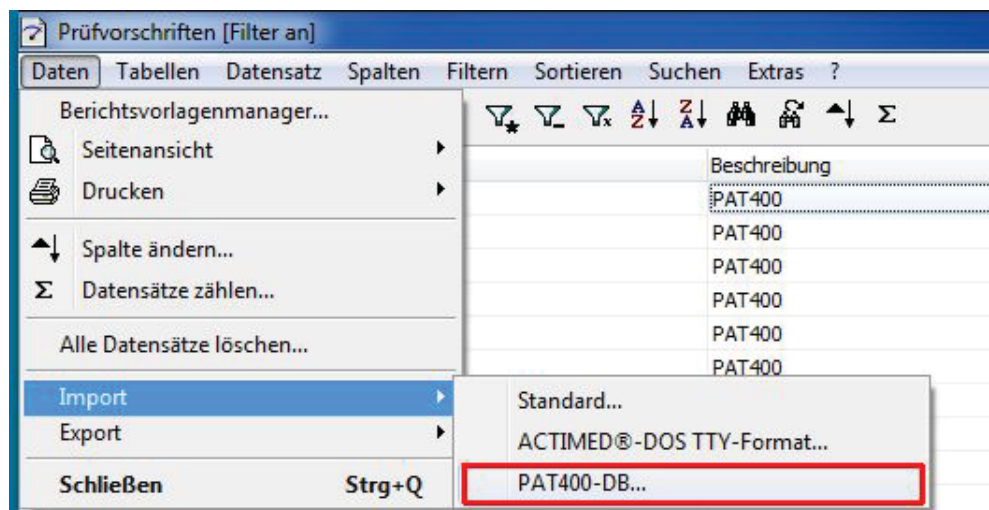 Prüfvorschriften [Filter an]
Daten Tabellen Datensatz Spalten Filtern Sortieren Suchen Extras ?
Berichtsvorlagenmanager...
Seitenansicht
Drucken
Spalte ändern...
Σ Datensätze zählen...
Alle Datensätze löschen...
Import
Export
Schließen Strg+Q
A Z Z A Σ
Beschreibung
PAT400
PAT400
PAT400
PAT400
PAT400
PAT400
Standard...
ACTIMED®-DOS TTY-Format...
PAT400-DB...